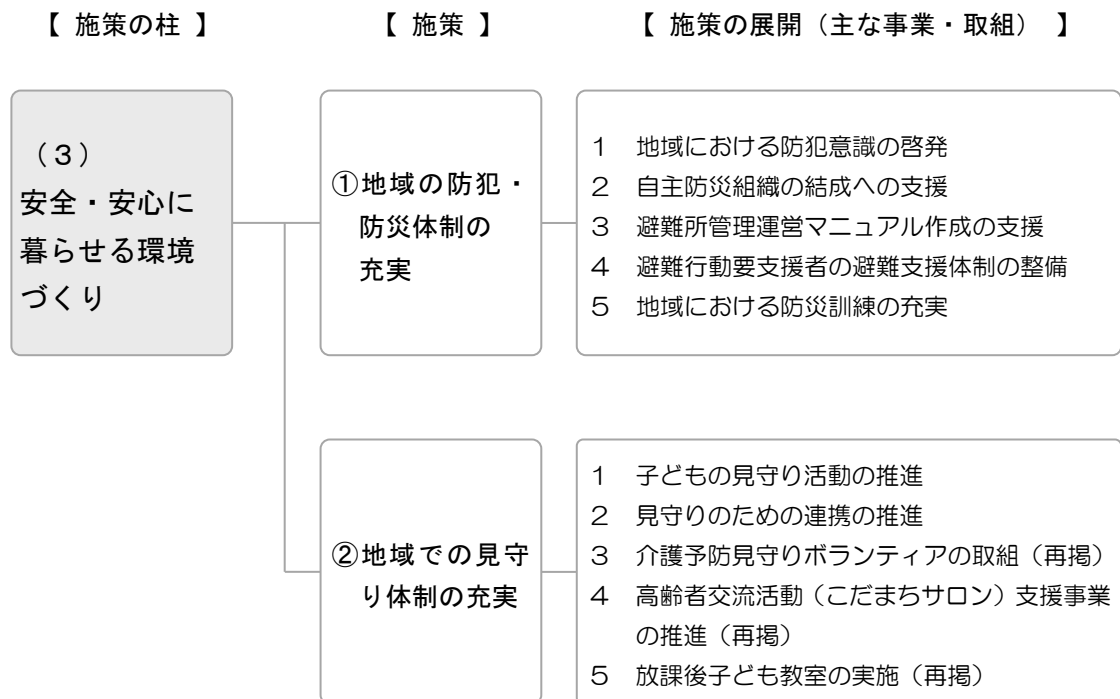 【 施策の柱 】
【 施策 】
【 施策の展開（主な事業・取組） 】
（３）
安全・安心に
暮らせる環境
づくり
①地域の防犯・
防災体制の
充実
１ 地域における防犯意識の啓発
２ 自主防災組織の結成への支援
３ 避難所管理運営マニュアル作成の支援
４ 避難行動要支援者の避難支援体制の整備
５ 地域における防災訓練の充実
②地域での見守
り体制の充実
１ 子どもの見守り活動の推進
２ 見守りのための連携の推進
３ 介護予防見守りボランティアの取組（再掲）
４ 高齢者交流活動（こだまちサロン）支援事業
の推進（再掲）
５ 放課後子ども教室の実施（再掲）